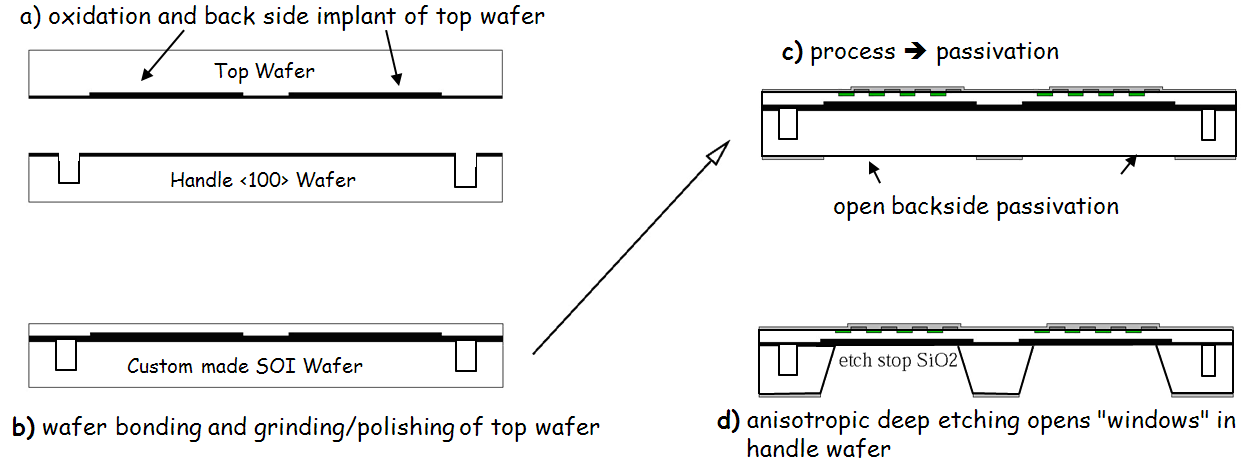 a) oxidation and back side implant of top wafer
Top Wafer
Handle <100> Wafer
Custom made SOI Wafer
b) wafer bonding and grinding/polishing of top wafer
c) process ➔ passivation
open backside passivation
etch stop SiO2
d) anisotropic deep etching opens "windows" in
handle wafer